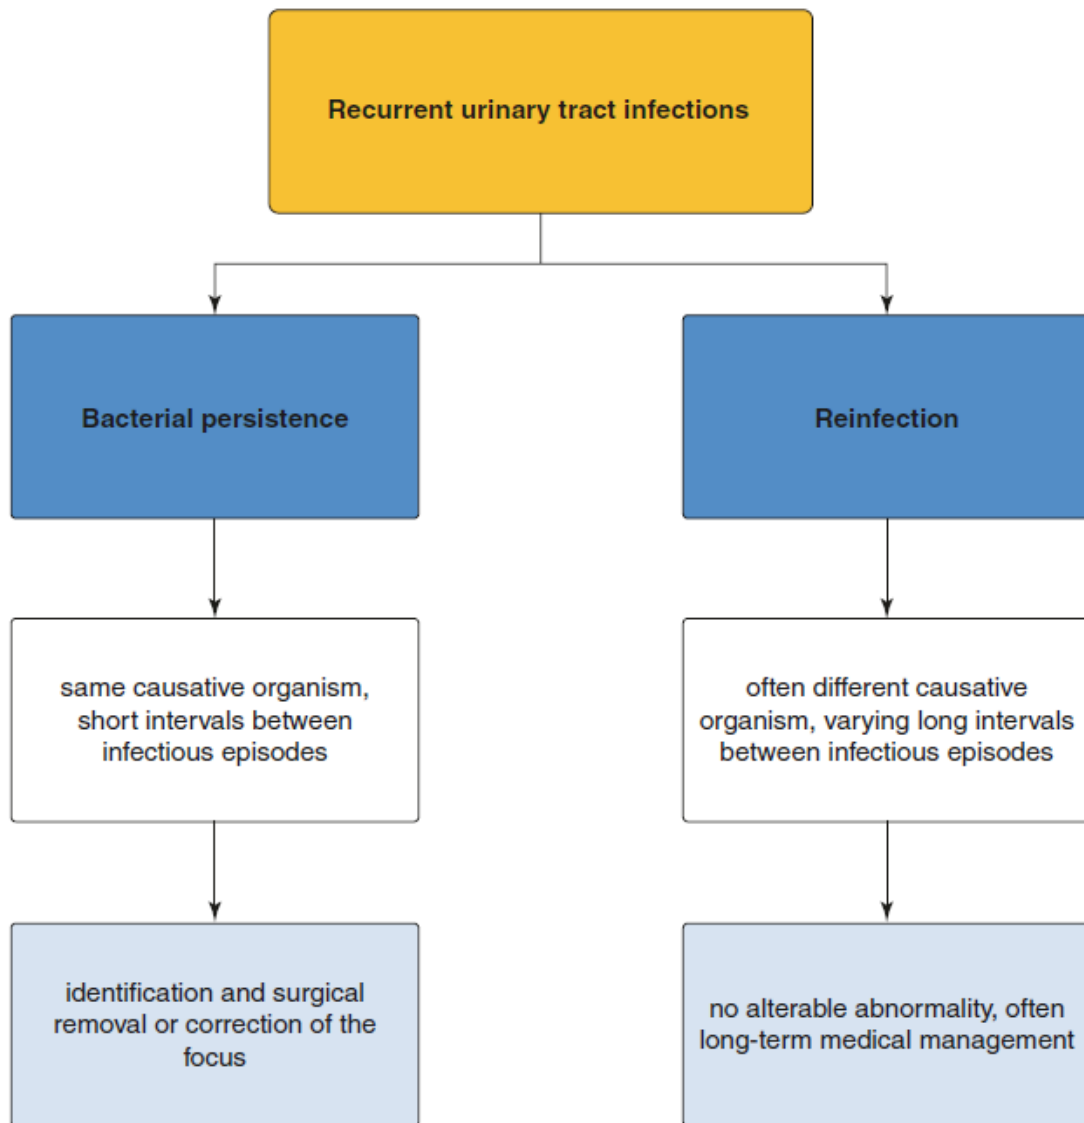 Recurrent urinary tract infections
Bacterial persistence
Reinfection
same causative organism,
short intervals between
infectious episodes
often different causative
organism, varying long intervals
between infectious episodes
identification and surgical
removal or correction of the
focus
no alterable abnormality, often
long-term medical management